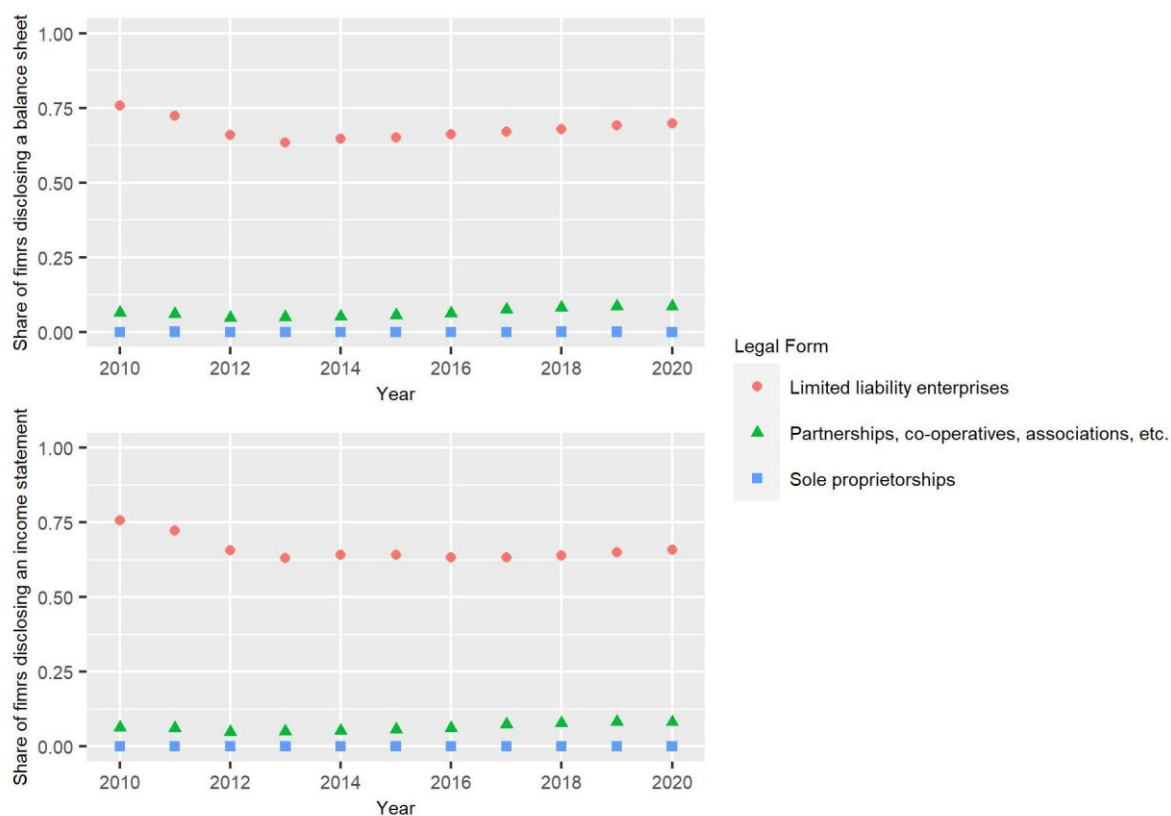 Share of fimrs disclosing a balance sheet
1.00
0.75
0.50
0.25
0.00
2010 2012 2014 2016 2018 2020
Year
Share of fimrs disclosing an income statement
1.00
0.75
0.50
0.25
0.00
2010 2012 2014 2016 2018 2020
Year
Legal Form
Limited liability enterprises
Partnerships, co-operatives, associations, etc.
Sole proprietorships